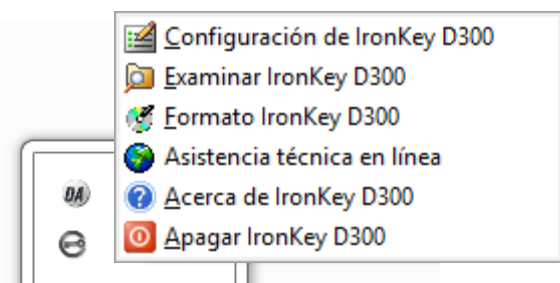 Configuración de IronKey D300
Examinar IronKey D300
Formato IronKey D300
Asistencia técnica en línea
Acerca de IronKey D300
Apagar IronKey D300
DA